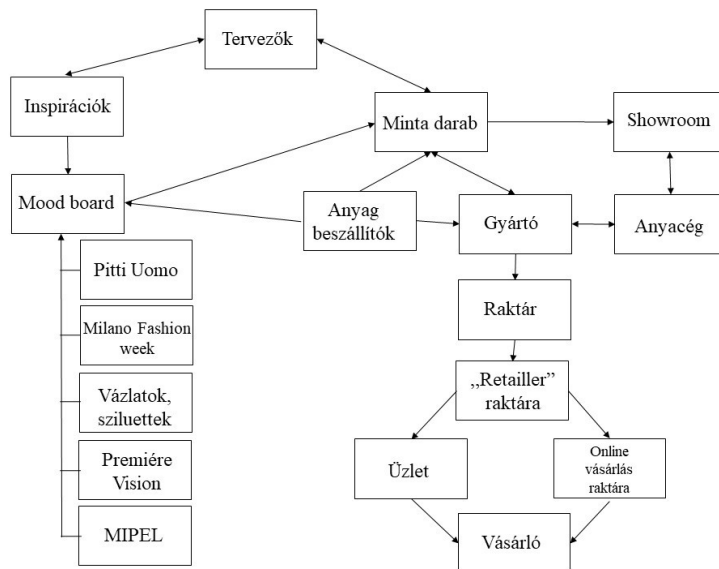 Tervezők
Inspirációk
Minta darab
Showroom
Mood board
Anyag
beszállítók
Gyártó
Anyacég
Pitti Uomo
Milano Fashion
week
Vázlatok,
sziluettek
Premiére
Vision
MIPEL
Raktár
,,Retailler”
raktára
Üzlet
Online
vásárlás
raktára
Vásárló